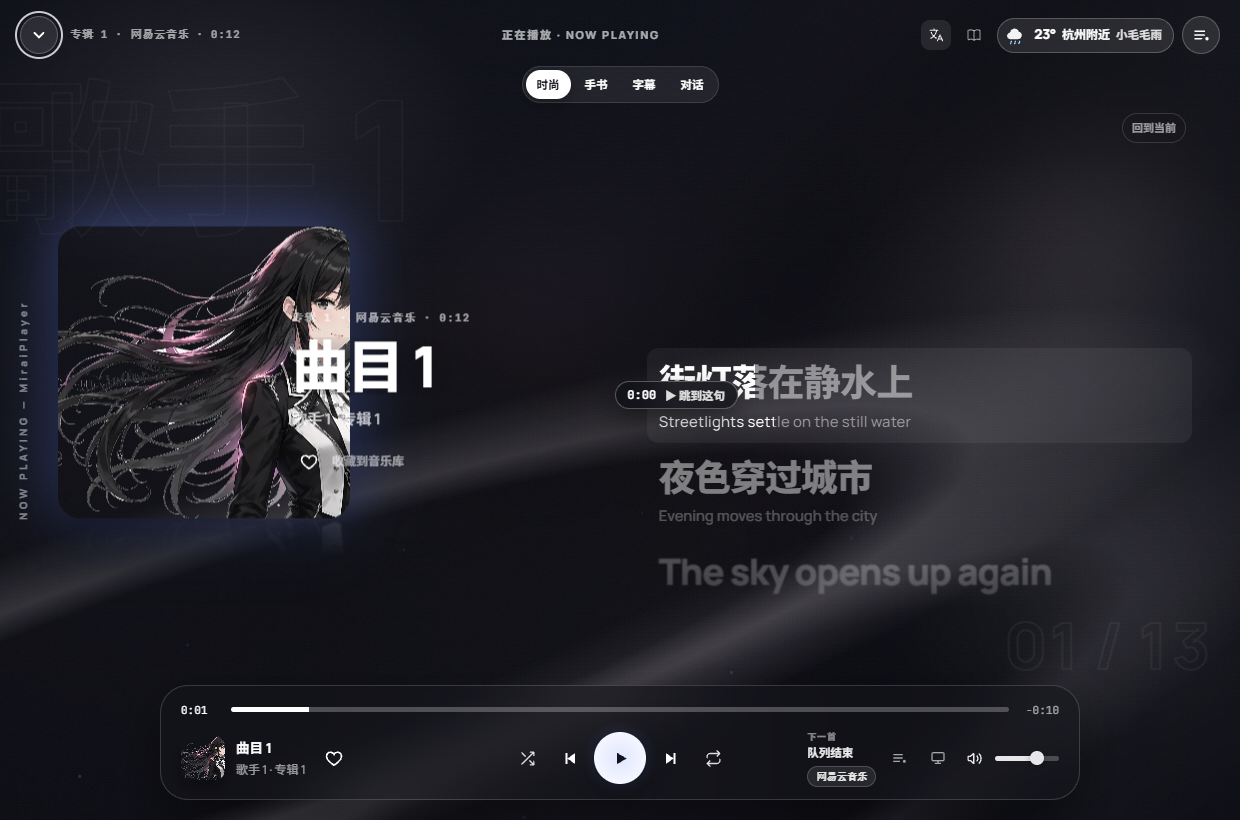 专辑 1 · 网易云音乐 · 0:12
正在播放 · NOW PLAYING
23° 杭州附近 小毛毛雨
时尚 手书 字幕 对话
回到当前
歌手 1
NOW PLAYING — MiraiPlayer
专辑 1 · 网易云音乐 · 0:12
曲目 1
歌手 1 · 专辑 1
收藏到音乐库
街灯落在静水上
0:00 ▶ 跳到这句
Streetlights settle on the still water
夜色穿过城市
Evening moves through the city
The sky opens up again
01 / 13
0:01
-0:10
曲目 1
歌手 1 · 专辑 1
下一首
队列结束
网易云音乐